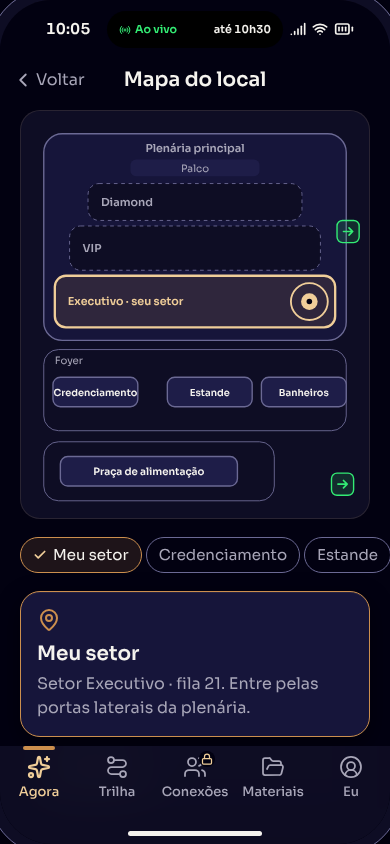 10:05
Ao vivo
até 10h30
Voltar
Mapa do local
Plenária principal
Palco
Diamond
VIP
Executivo · seu setor
Foyer
Credenciamento
Estande
Banheiros
Praça de alimentação
Meu setor
Credenciamento
Estande
Meu setor
Setor Executivo · fila 21. Entre pelas
portas laterais da plenária.
Agora
Trilha
Conexões
Materiais
Eu